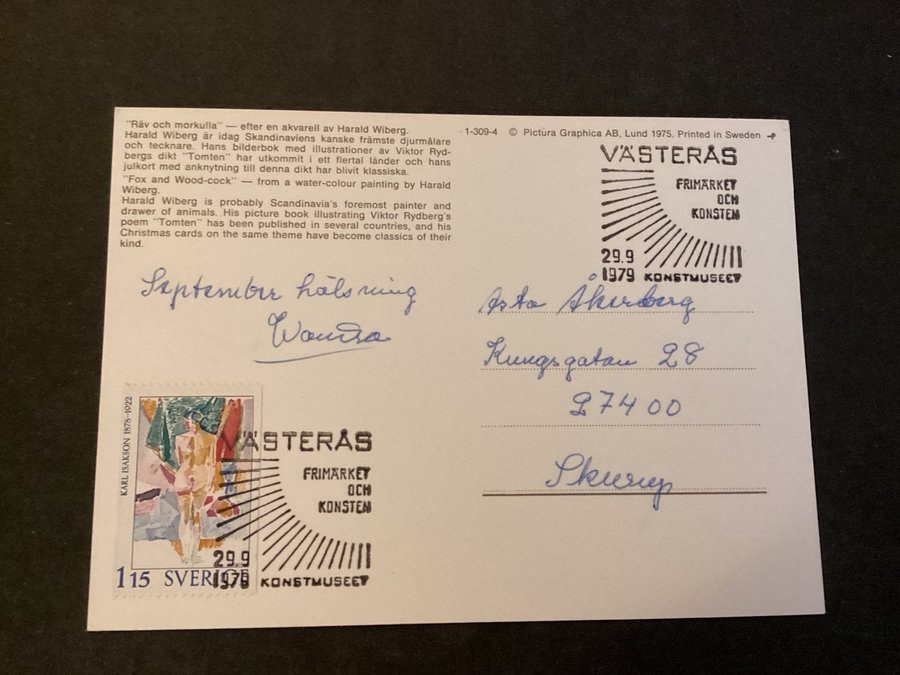 "Räv och morkulla" — efter en akvarell av Harald Wiberg.
Harald Wiberg är idag Skandinaviens kanske främste djurmålare
och tecknare. Hans bilderbok med illustrationer av Viktor Ryd-
bergs dikt "Tomten" har utkommit i ett flertal länder och hans
julkort med anknytning till denna dikt har blivit klassiska.
"Fox and Wood-cock" — from a water-colour painting by Harald
Wiberg.
Harald Wiberg is probably Scandinavia's foremost painter and
drawer of animals. His picture book illustrating Viktor Rydberg's
poem "Tomten" has been published in several countries, and his
Christmas cards on the same theme have become classics of their
kind.
1-309-4 © Pictura Graphica AB, Lund 1975. Printed in Sweden
VÄSTERÅS
FRIMÄRKET
OCH
KONSTEN
29.9
1979 KONSTMUSEET
September hälsning
Wanda
Asta Åkerberg
Kungsgatan 28
27400
Skurup
KARL ISAKSON 1878–1922
115 SVERIGE
VÄSTERÅS
FRIMÄRKET
OCH
KONSTEN
29.9
1979 KONSTMUSEET